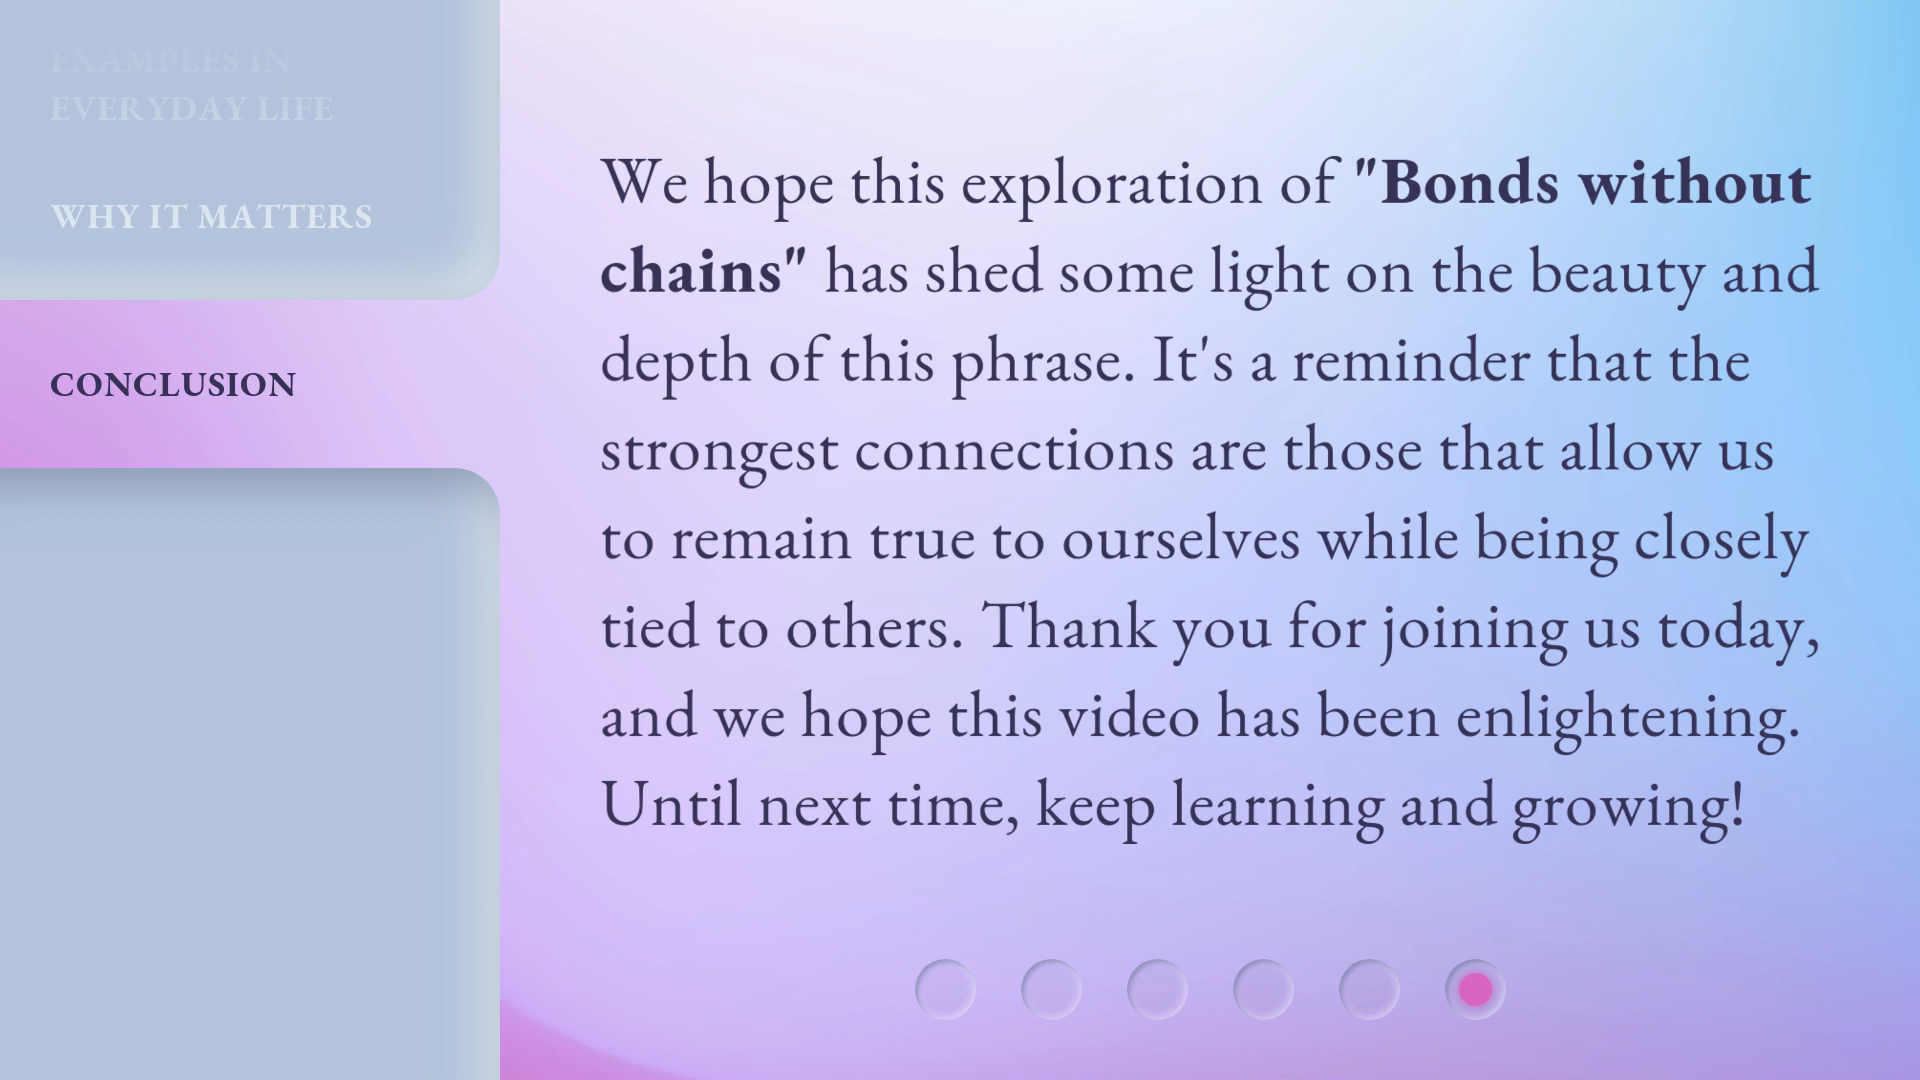 EXAMPLES IN
EVERYDAY LIFE
WHY IT MATTERS
CONCLUSION
We hope this exploration of "Bonds without
chains" has shed some light on the beauty and
depth of this phrase. It's a reminder that the
strongest connections are those that allow us
to remain true to ourselves while being closely
tied to others. Thank you for joining us today,
and we hope this video has been enlightening.
Until next time, keep learning and growing!